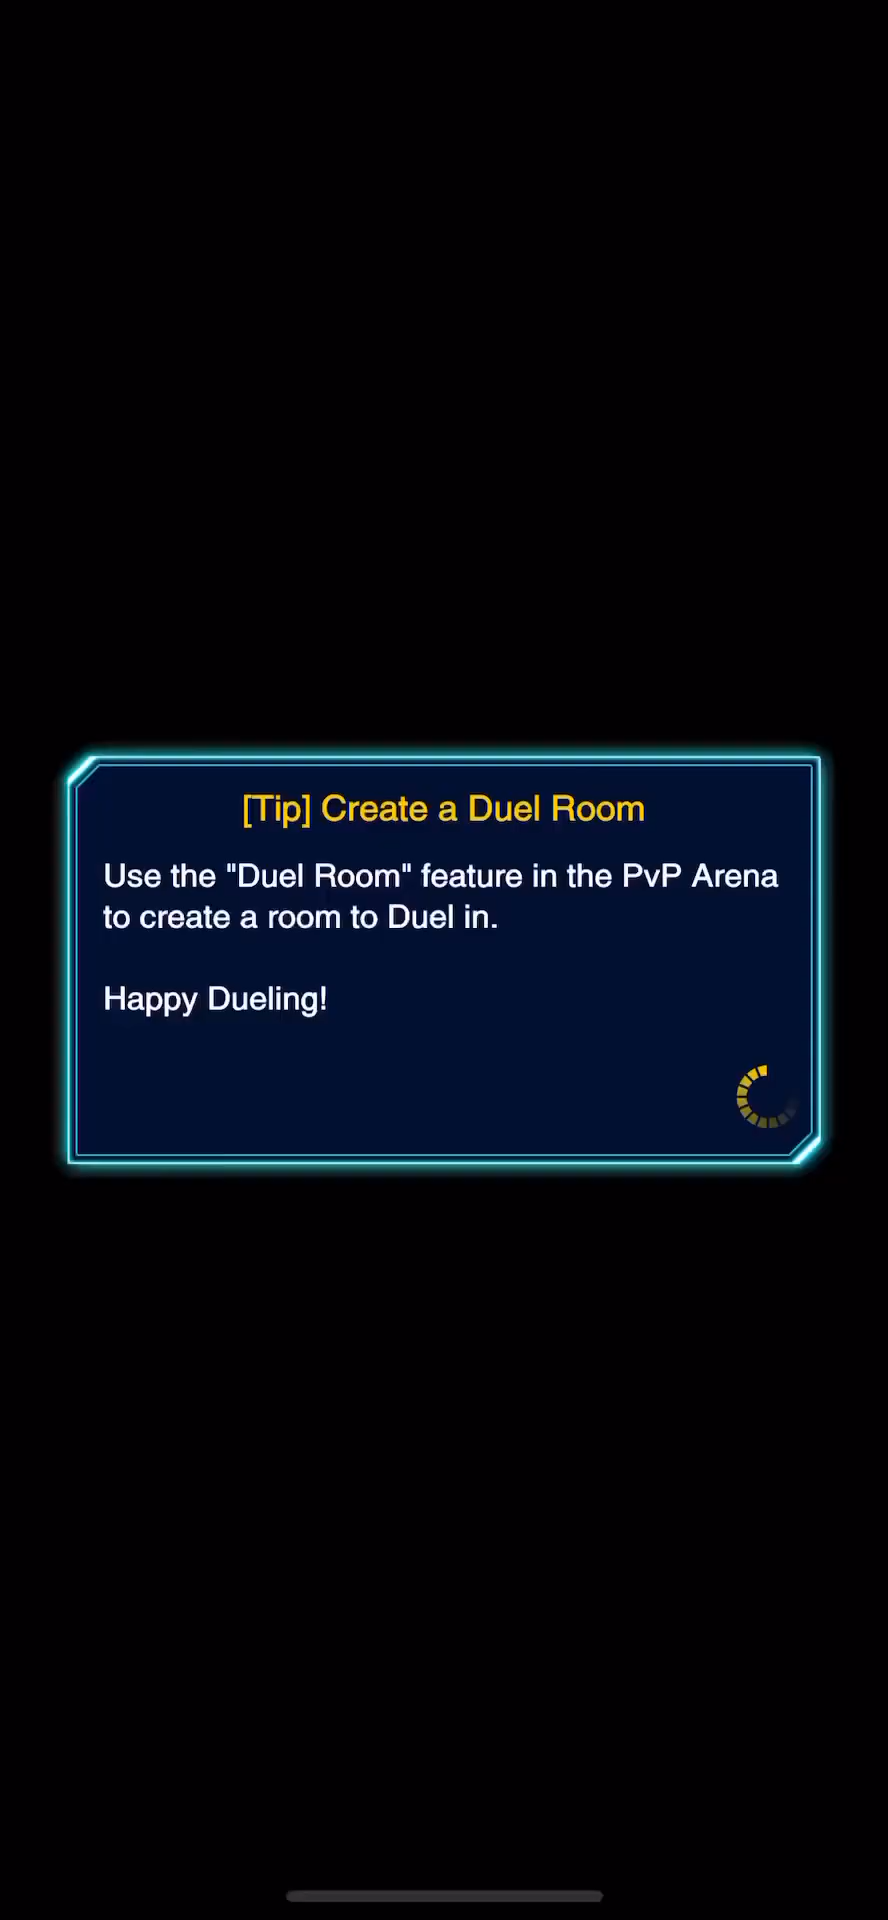 [Tip] Create a Duel Room
Use the "Duel Room" feature in the PvP Arena
to create a room to Duel in.
Happy Dueling!